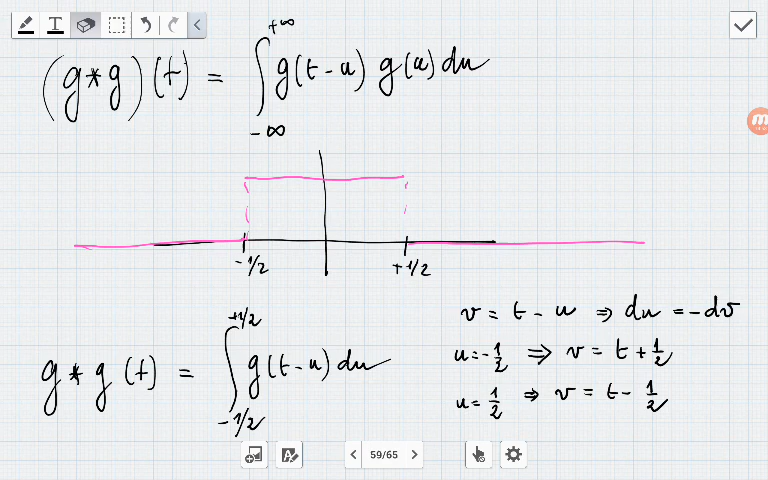 (g*g)(t) = ∫_{-∞}^{+∞} g(t-u) g(u) du
-1/2 +1/2
g*g(t) = ∫_{-1/2}^{+1/2} g(t-u) du
v = t - u ⇒ du = -dv
u = -1/2 ⇒ v = t + 1/2
u = 1/2 ⇒ v = t - 1/2
59/65